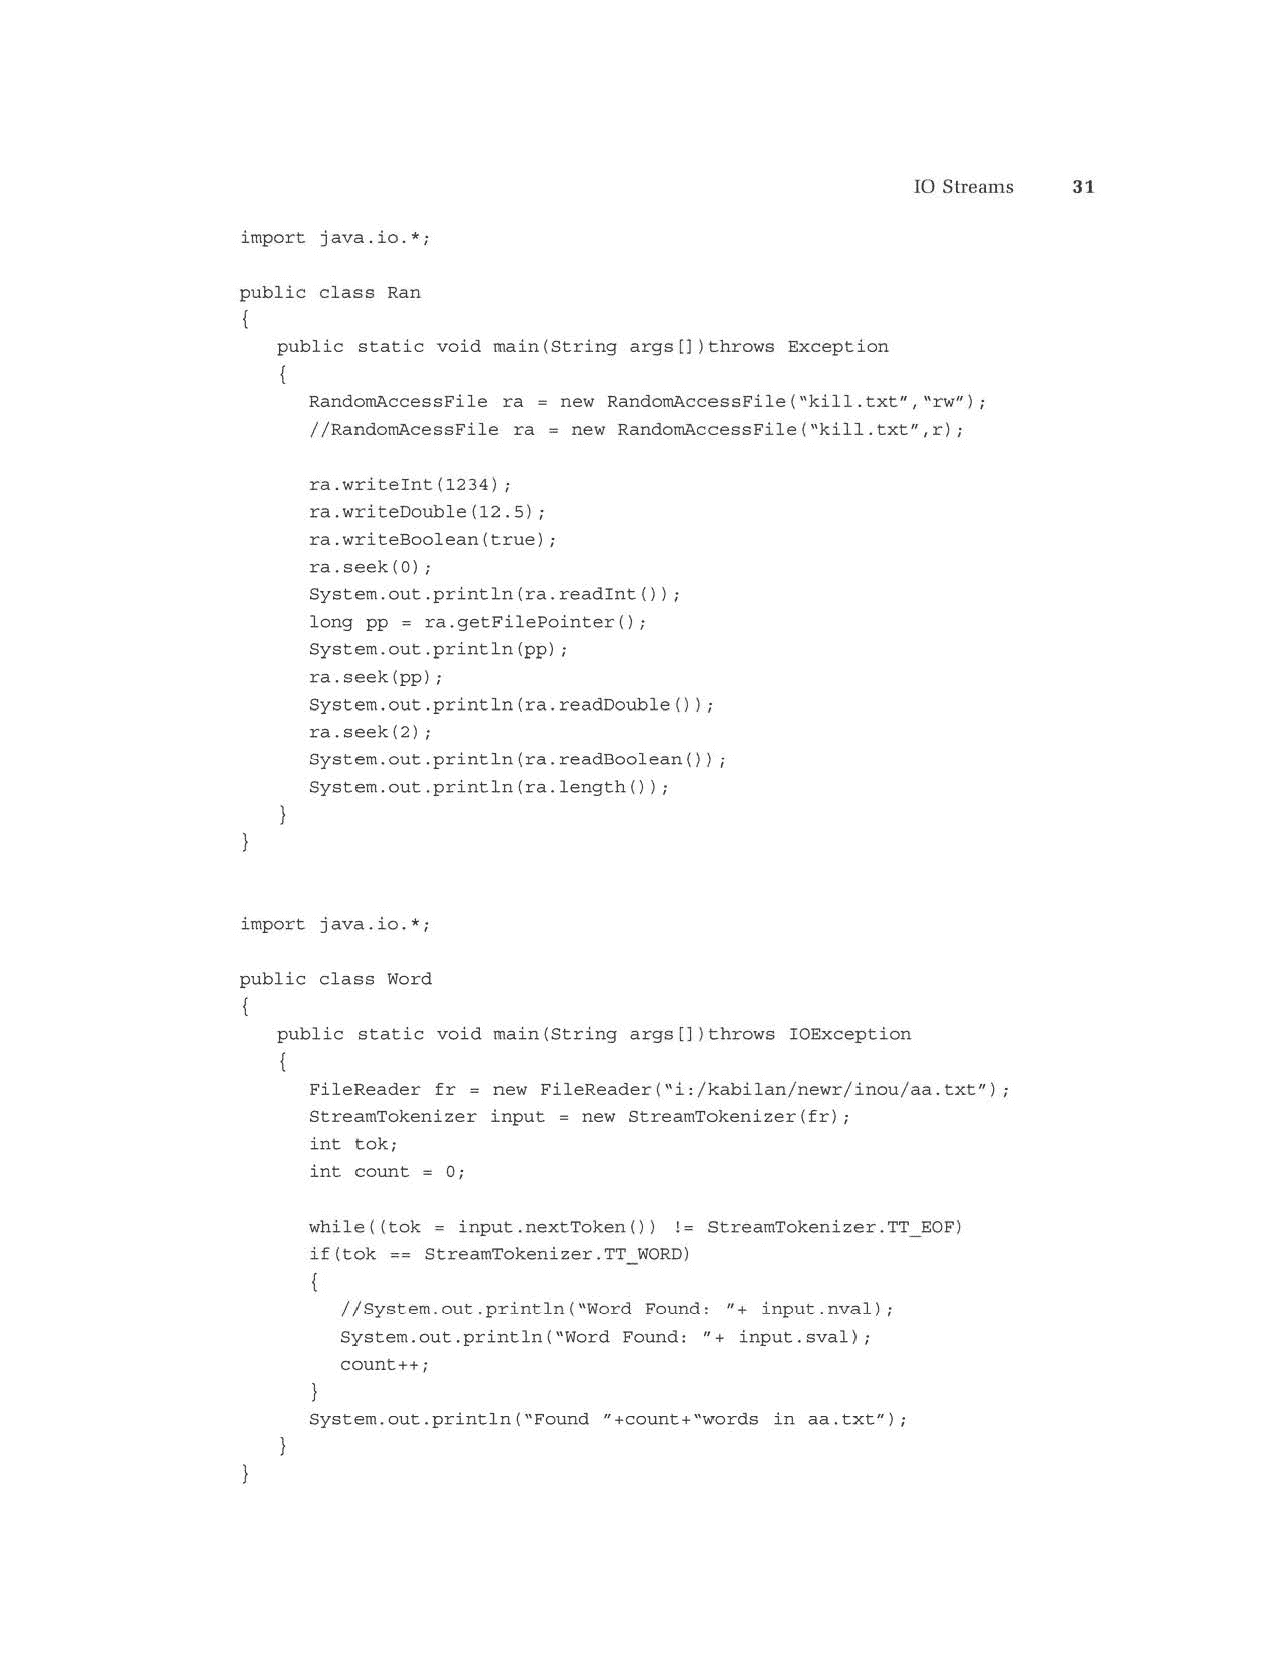 IO Streams 31
import java.io.*;
public class Ran
{
public static void main(String args[])throws Exception
{
RandomAccessFile ra = new RandomAccessFile(“kill.txt”,“rw”);
//RandomAcessFile ra = new RandomAccessFile(“kill.txt”,r);
ra.writeInt(1234);
ra.writeDouble(12.5);
ra.writeBoolean(true);
ra.seek(0);
System.out.println(ra.readInt());
long pp = ra.getFilePointer();
System.out.println(pp);
ra.seek(pp);
System.out.println(ra.readDouble());
ra.seek(2);
System.out.println(ra.readBoolean());
System.out.println(ra.length());
}
}
import java.io.*;
public class Word
{
public static void main(String args[])throws IOException
{
FileReader fr = new FileReader(“i:/kabilan/newr/inou/aa.txt”);
StreamTokenizer input = new StreamTokenizer(fr);
int tok;
int count = 0;
while((tok = input.nextToken()) != StreamTokenizer.TT_EOF)
if(tok == StreamTokenizer.TT_WORD)
{
//System.out.println(“Word Found: ”+ input.nval);
System.out.println(“Word Found: ”+ input.sval);
count++;
}
System.out.println(“Found ”+count+“words in aa.txt”);
}
}